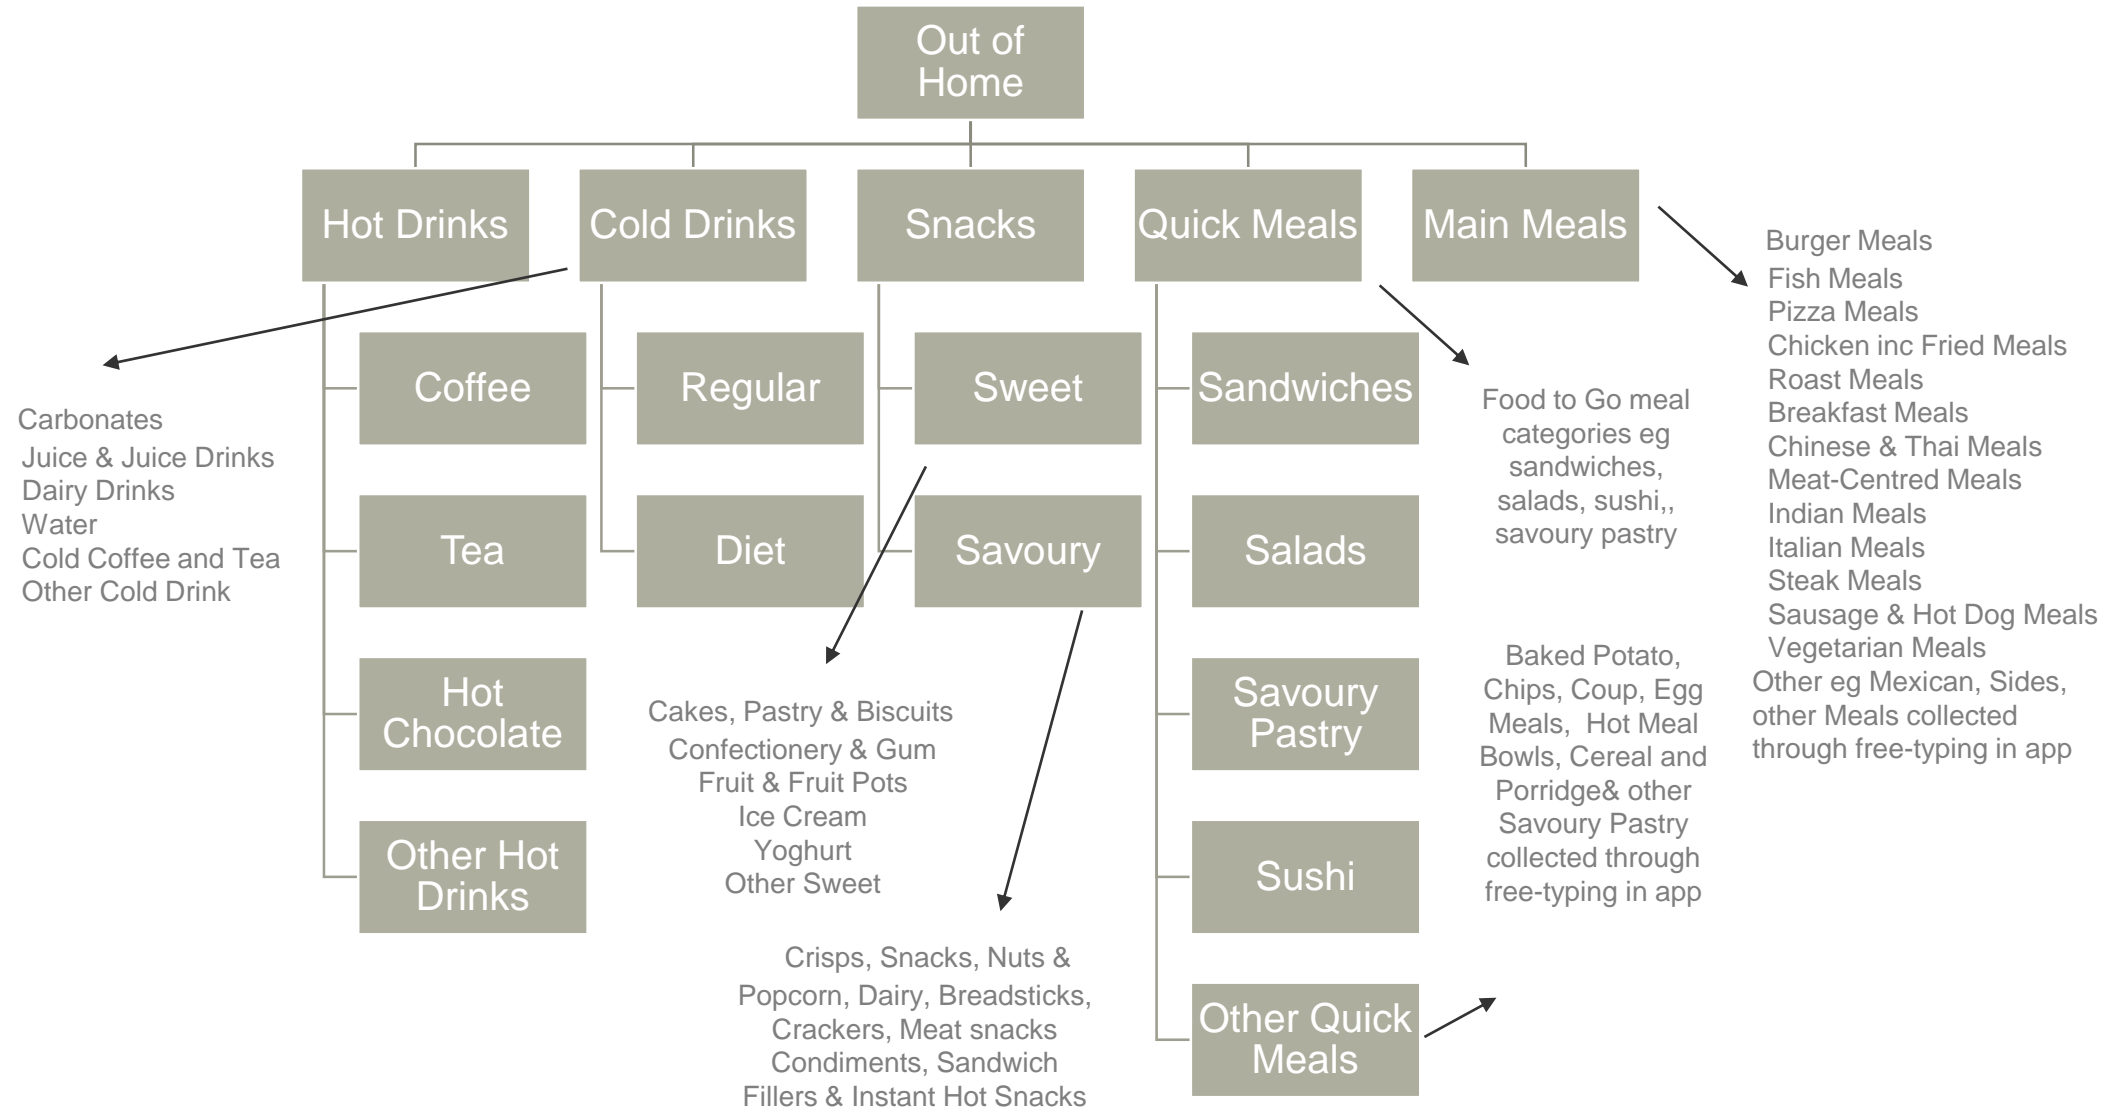 Out of
Home
Hot Drinks
Cold Drinks
Snacks
Quick Meals
Main Meals
Coffee
Tea
Hot
Chocolate
Other Hot
Drinks
Regular
Diet
Sweet
Savoury
Sandwiches
Salads
Savoury
Pastry
Sushi
Other Quick
Meals
Carbonates
Juice & Juice Drinks
Dairy Drinks
Water
Cold Coffee and Tea
Other Cold Drink
Cakes, Pastry & Biscuits
Confectionery & Gum
Fruit & Fruit Pots
Ice Cream
Yoghurt
Other Sweet
Crisps, Snacks, Nuts &
Popcorn, Dairy, Breadsticks,
Crackers, Meat snacks
Condiments, Sandwich
Fillers & Instant Hot Snacks
Food to Go meal
categories eg
sandwiches,
salads, sushi,,
savoury pastry
Baked Potato,
Chips, Coup, Egg
Meals, Hot Meal
Bowls, Cereal and
Porridge& other
Savoury Pastry
collected through
free-typing in app
Burger Meals
Fish Meals
Pizza Meals
Chicken inc Fried Meals
Roast Meals
Breakfast Meals
Chinese & Thai Meals
Meat-Centred Meals
Indian Meals
Italian Meals
Steak Meals
Sausage & Hot Dog Meals
Vegetarian Meals
Other eg Mexican, Sides,
other Meals collected
through free-typing in app